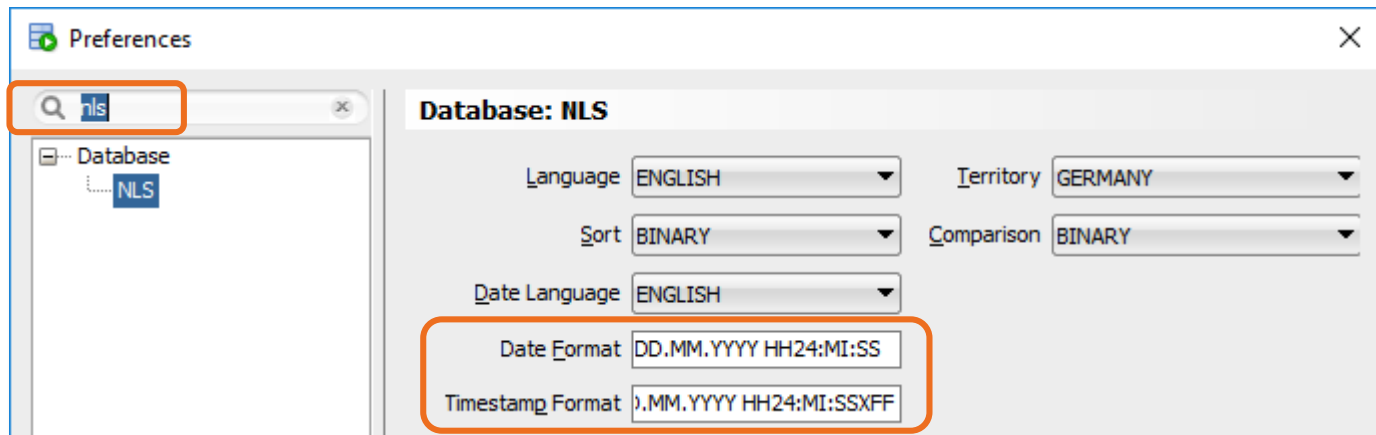 Preferences
nls
Database
NLS
Database: NLS
Language ENGLISH Territory GERMANY
Sort BINARY Comparison BINARY
Date Language ENGLISH
Date Format DD.MM.YYYY HH24:MI:SS
Timestamp Format .MM.YYYY HH24:MI:SSXFF